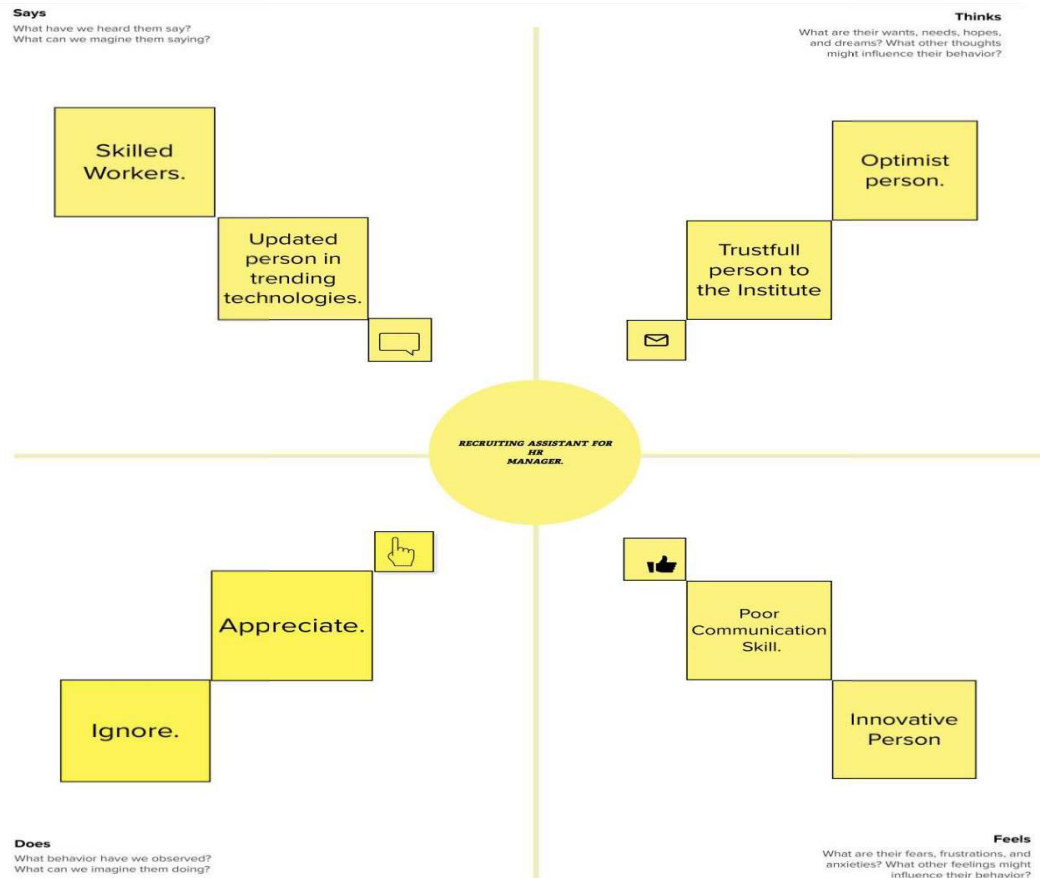 Says
What have we heard them say?
What can we magine them saying?
Thinks
What are their wants, needs, hopes,
and dreams? What other thoughts
might influence their behavior?
Skilled
Workers.
Updated
person in
trending
technologies.
Optimist
person.
Trustfull
person to
the Institute
RECRUITING ASSISTANT FOR
HR
MANAGER.
Appreciate.
Ignore.
Poor
Communication
Skill.
Innovative
Person
Does
What behavior have we observed?
What can we imagine them doing?
Feels
What are their fears, frustrations, and
anxieties? What other feelings might
influence their behavior?